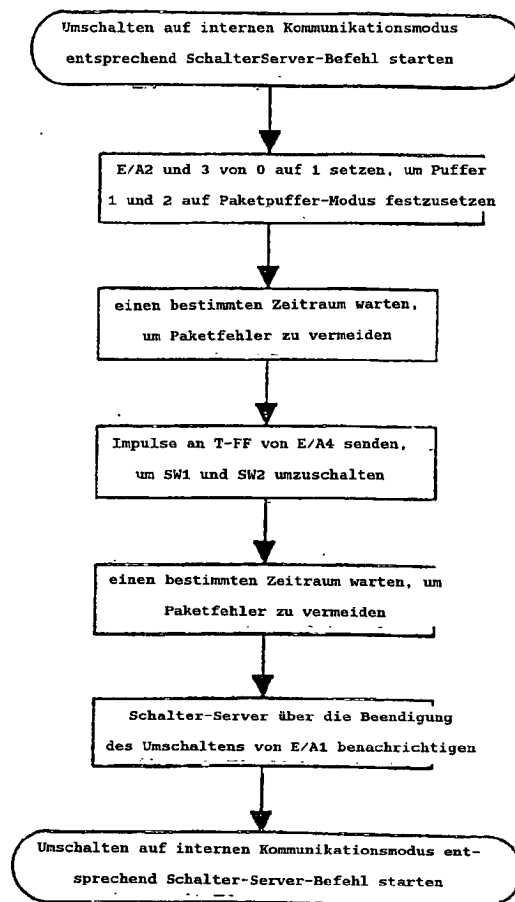 Umschalten auf internen Kommunikationsmodus
entsprechend SchalterServer-Befehl starten
E/A2 und 3 von 0 auf 1 setzen, um Puffer
1 und 2 auf Paketpuffer-Modus festzusetzen
einen bestimmten Zeitraum warten,
um Paketfehler zu vermeiden
Impulse an T-FF von E/A4 senden,
um SW1 und SW2 umzuschalten
einen bestimmten Zeitraum warten, um
Paketfehler zu vermeiden
Schalter-Server über die Beendigung
des Umschaltens von E/A1 benachrichtigen
Umschalten auf internen Kommunikationsmodus ent-
sprechend Schalter-Server-Befehl starten